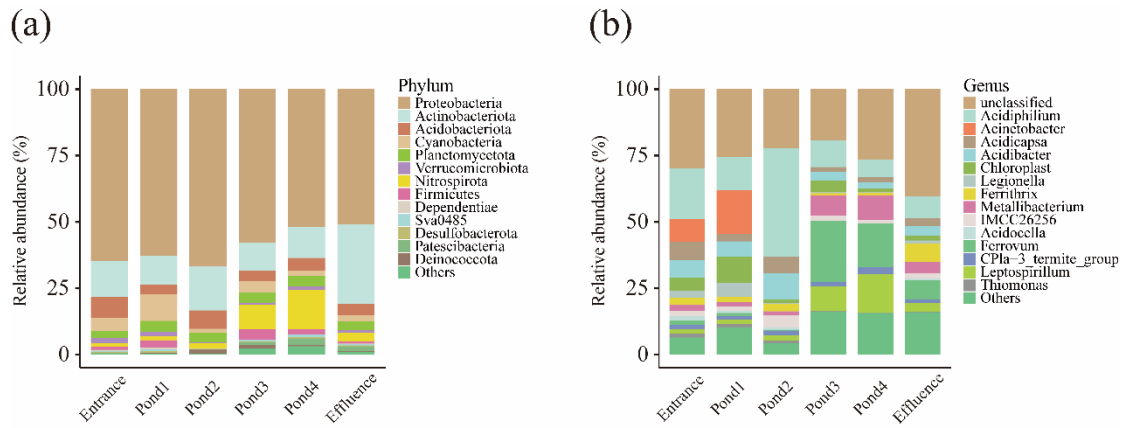 (a)
Relative abundance (%)
100
75
50
25
0
Entrance
Pond1
Pond2
Pond3
Pond4
Effluence
Phylum
Proteobacteria
Actinobacteriota
Acidobacteriota
Cyanobacteria
Planctomycetota
Verrucomicrobiota
Nitrospirota
Firmicutes
Dependentiae
Sva0485
Desulfobacterota
Patescibacteria
Deinococcota
Others
(b)
Relative abundance (%)
100
75
50
25
0
Entrance
Pond1
Pond2
Pond3
Pond4
Effluence
Genus
unclassified
Acidiphilium
Acinetobacter
Acidicapsa
Acidibacter
Chloroplast
Legionella
Ferrithrix
Metallibacterium
IMCC26256
Acidocella
Ferrovum
CPla-3_termite_group
Leptospirillum
Thiomonas
Others